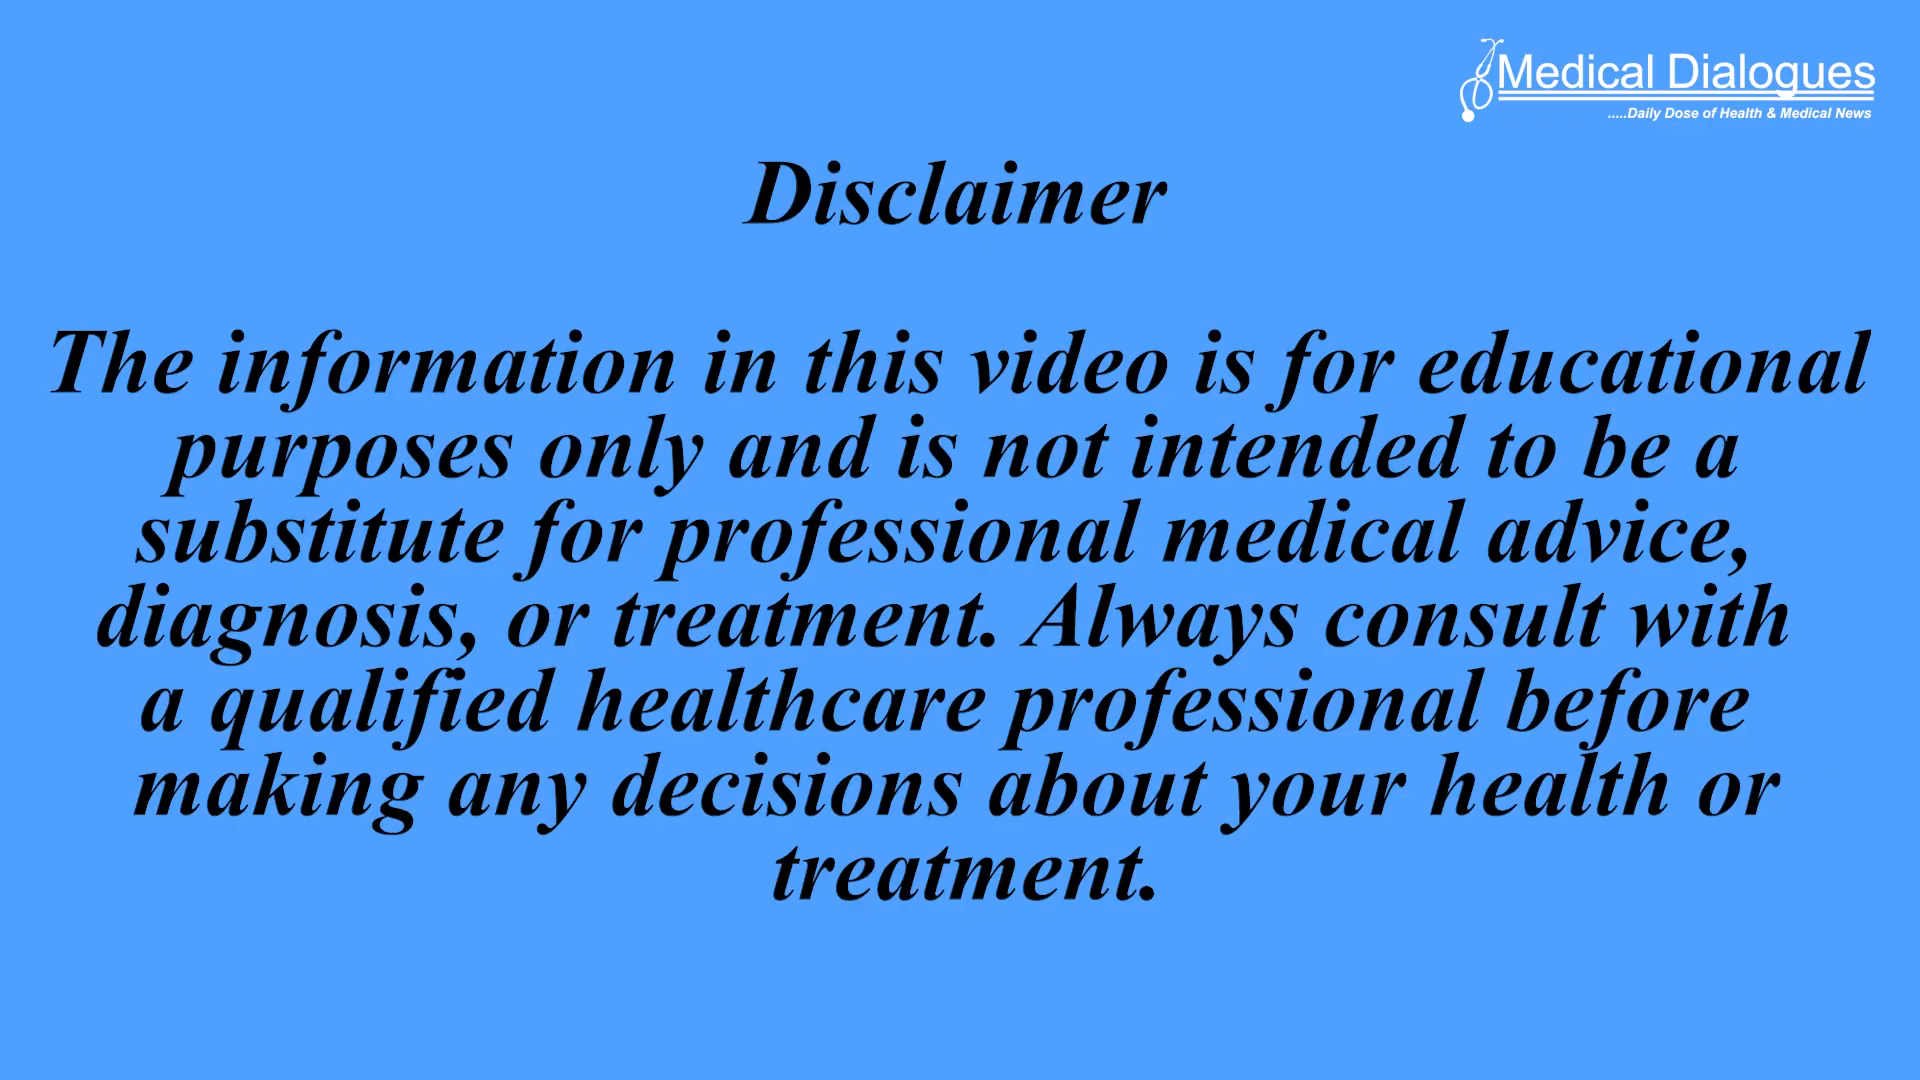 Medical Dialogues
.....Daily Dose of Health & Medical News
Disclaimer
The information in this video is for educational
purposes only and is not intended to be a
substitute for professional medical advice,
diagnosis, or treatment. Always consult with
a qualified healthcare professional before
making any decisions about your health or
treatment.